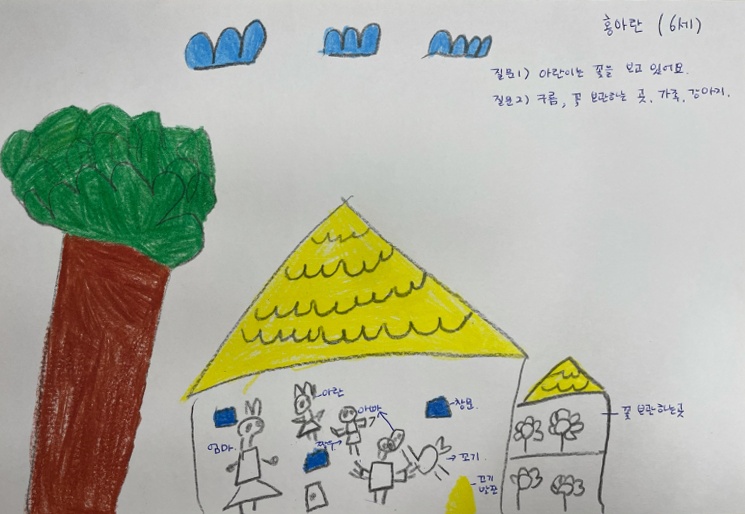 홍아란 (6세)
질문1) 아란이는 꽃을 보고 있어요.
질문2) 구름, 꽃 보관하는 곳, 가족, 강아지.
아란
아빠
창문.
꽃 보관하는곳
엄마.
꼬기.
꼬기